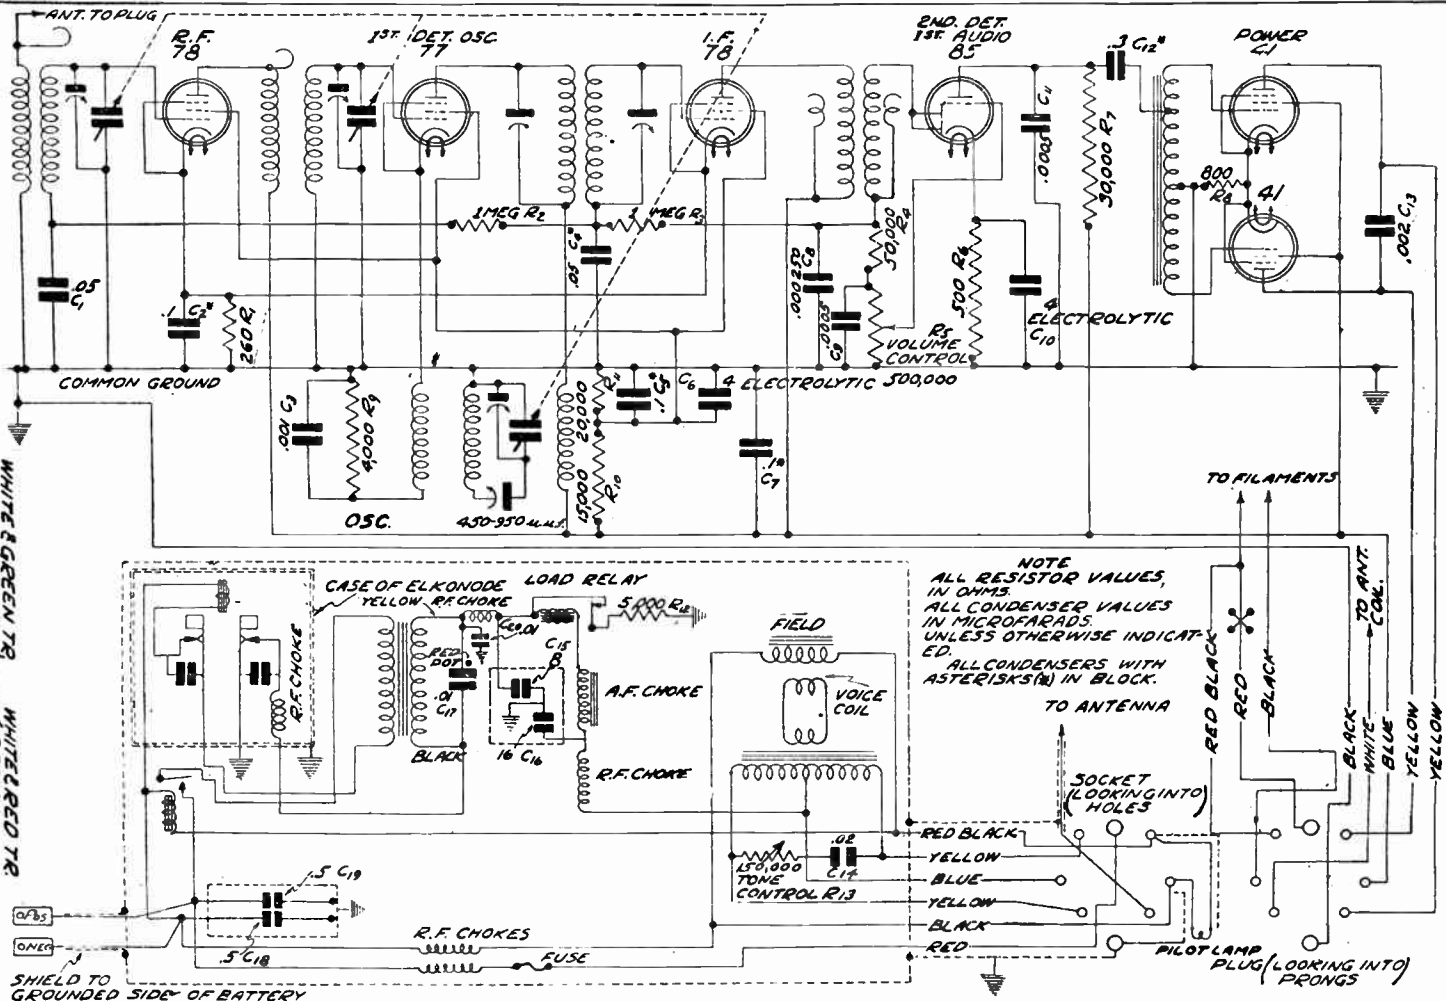 ANT. TO PLUG
R.F.
78
1ST. DET. OSC
77
I.F.
78
2ND. DET.
1ST. AUDIO
85
.3 C12*
POWER
41
C11
.0005
30,000 R7
800
R8
41
.002 C13
1 MEG R2
1 MEG R3
.05 C4*
.05
C1
.1 C2*
260 R1
50,000
R4
.000250
C8
.0005
C9
500 R6
R5
VOLUME
CONTROL
500,000
4
ELECTROLYTIC
C10
COMMON GROUND
.001 C3
4,000 R9
*
OSC.
450-950 u.u.f.
20,000
R11
.1 C5*
C6
4 ELECTROLYTIC
15,000
R10
.1*
C7
TO FILAMENTS
WHITE & GREEN TR.
WHITE & RED TR.
CASE OF ELKONODE
YELLOW R.F. CHOKE
LOAD RELAY
R12
C20 .01
RED
DOT
.01
C17
C15
8
16 C16
R.F. CHOKE
BLACK
A.F. CHOKE
R.F. CHOKE
FIELD
VOICE
COIL
NOTE
ALL RESISTOR VALUES,
IN OHMS.
ALL CONDENSER VALUES
IN MICROFARADS
UNLESS OTHERWISE INDICAT-
ED.
ALL CONDENSERS WITH
ASTERISKS(*) IN BLOCK.
TO ANTENNA
TO ANT.
COIL.
RED BLACK
RED
BLACK
BLACK
WHITE
BLUE
YELLOW
YELLOW
SOCKET
(LOOKING INTO)
HOLES
RED BLACK
YELLOW
BLUE
YELLOW
BLACK
RED
150,000
TONE
CONTROL R13
.02
C14
.5 C19
.5 C18
R.F. CHOKES
FUSE
PILOT LAMP
PLUG (LOOKING INTO)
PRONGS
SHIELD TO
GROUNDED SIDE OF BATTERY